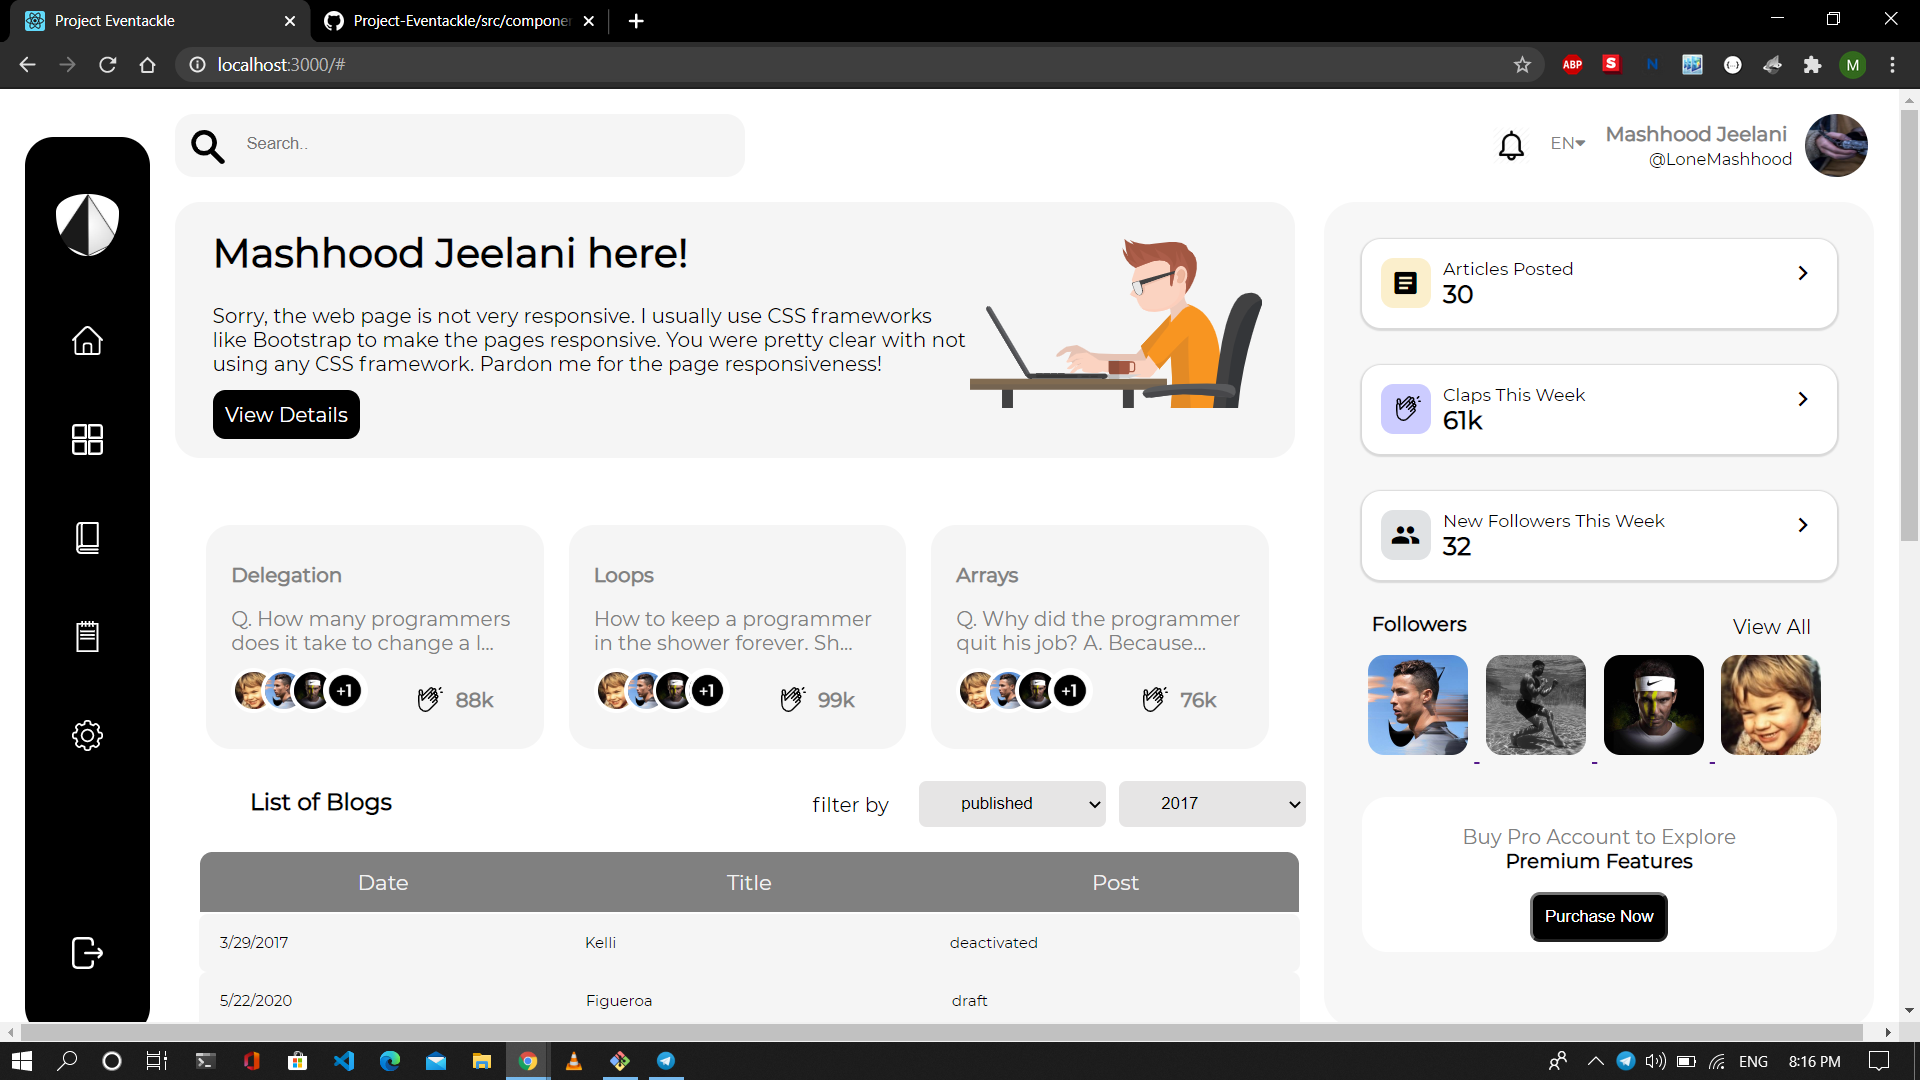 Project Eventackle
Project-Eventackle/src/compone
localhost:3000/#
ABP
S
N
M
Search..
EN
Mashhood Jeelani
@LoneMashhood
Mashhood Jeelani here!
Sorry, the web page is not very responsive. I usually use CSS frameworks
like Bootstrap to make the pages responsive. You were pretty clear with not
using any CSS framework. Pardon me for the page responsiveness!
View Details
Articles Posted
30
Claps This Week
61k
New Followers This Week
32
Delegation
Q. How many programmers
does it take to change a l...
+1
88k
Loops
How to keep a programmer
in the shower forever. Sh...
+1
99k
Arrays
Q. Why did the programmer
quit his job? A. Because...
+1
76k
Followers
View All
List of Blogs
filter by
published
2017
Date Title Post
3/29/2017 Kelli deactivated
5/22/2020 Figueroa draft
Buy Pro Account to Explore
Premium Features
Purchase Now
ENG
8:16 PM